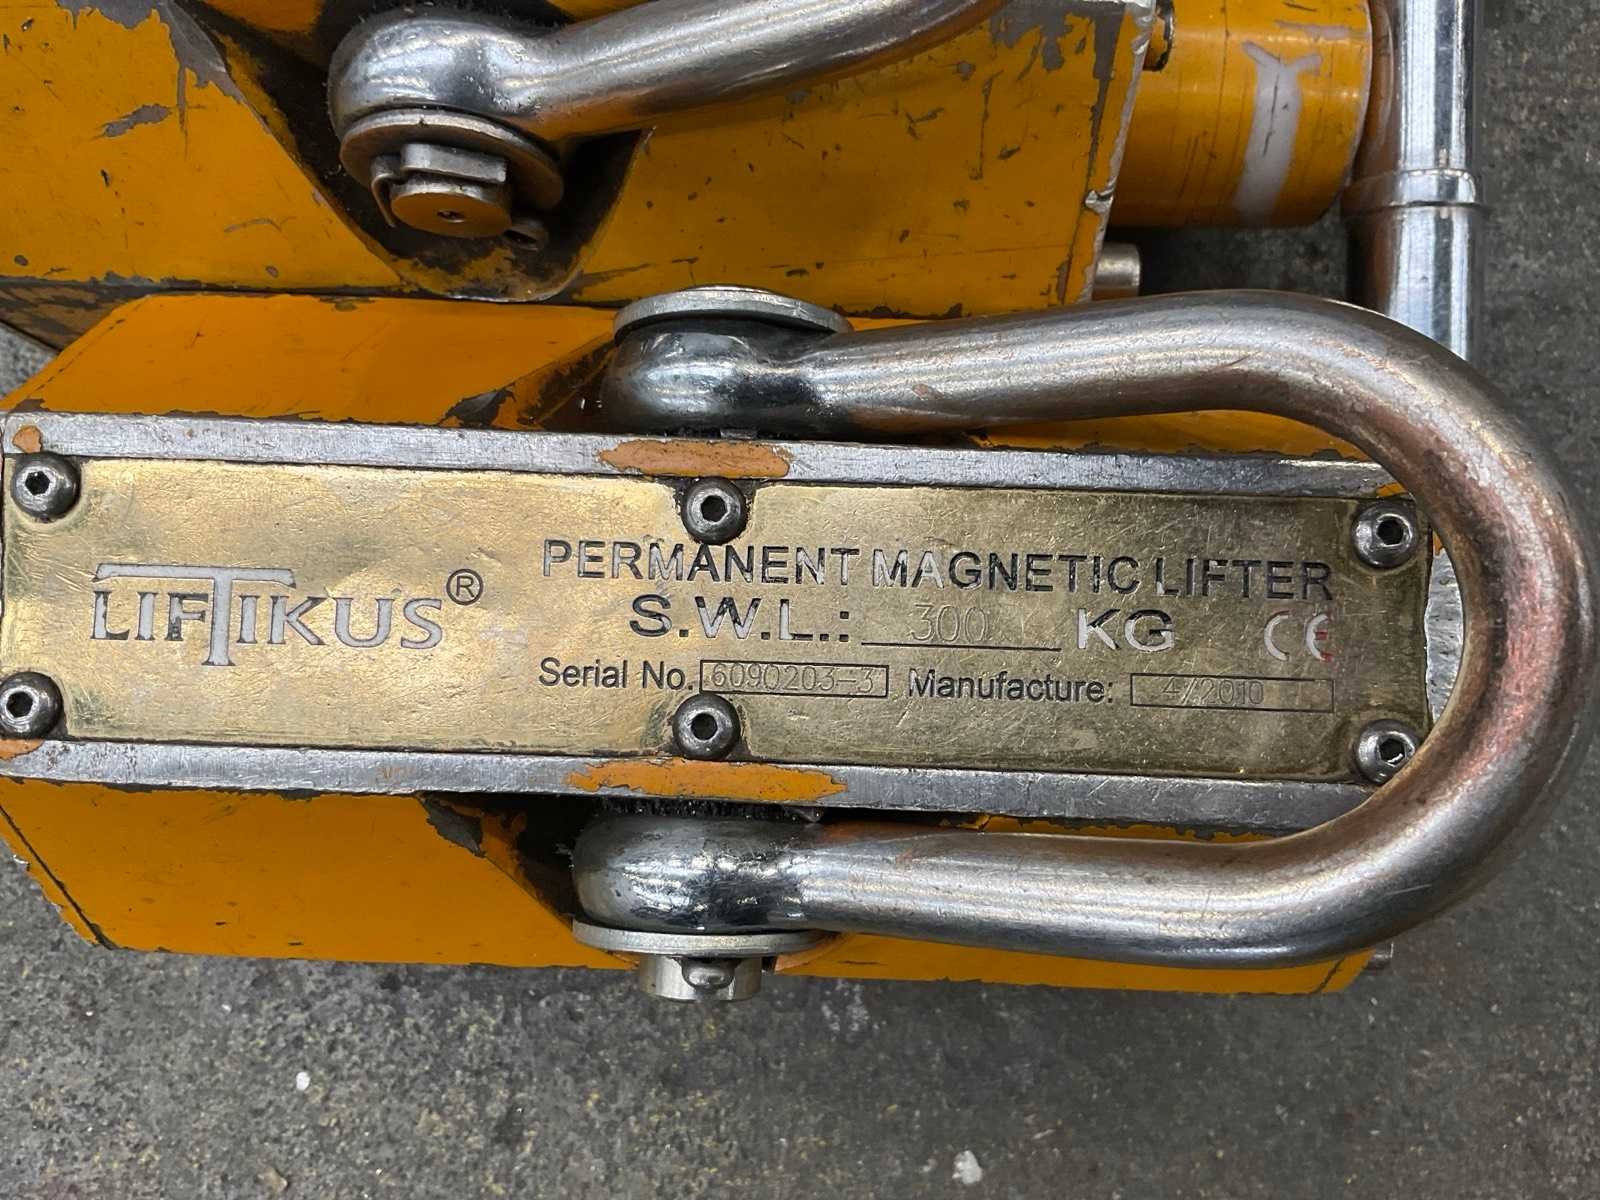 LIFTIKUS®
PERMANENT MAGNETIC LIFTER
S.W.L.: 300 KG CE
Serial No. 6090203-3 Manufacture: 4/2010